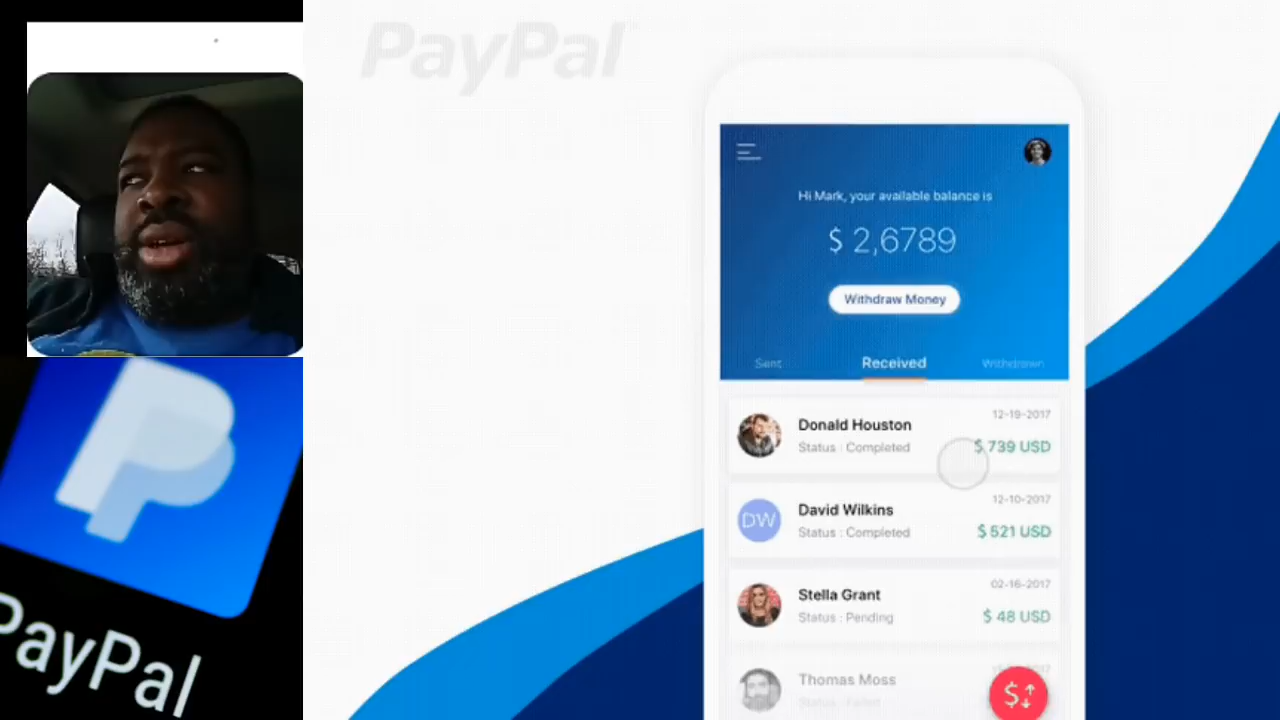 PayPal
Hi Mark, your available balance is
$ 2,6789
Withdraw Money
Sent
Received
Withdrawn
Donald Houston
12-19-2017
Status : Completed
$ 739 USD
DW
David Wilkins
12-10-2017
Status : Completed
$ 521 USD
Stella Grant
02-16-2017
Status : Pending
$ 48 USD
Thomas Moss
Status : Failed
$
PayPal